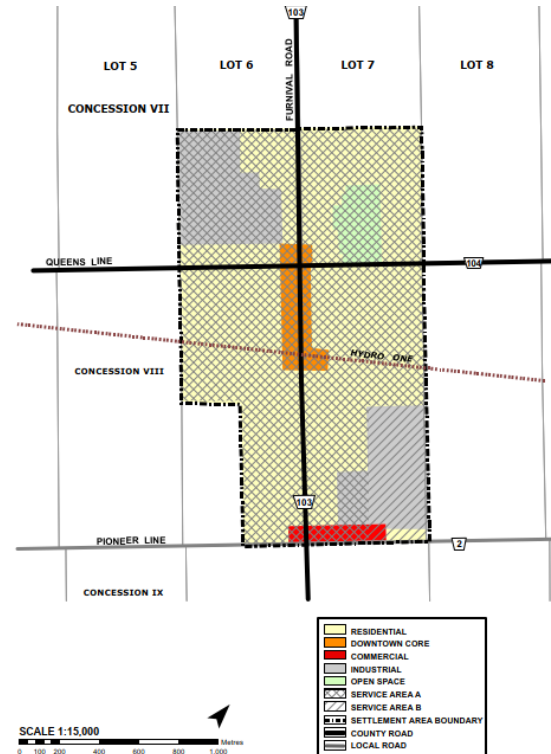 103
LOT 5
LOT 6
FURNIVAL ROAD
LOT 7
LOT 8
CONCESSION VII
QUEENS LINE
104
HYDRO ONE
CONCESSION VIII
103
PIONEER LINE
2
CONCESSION IX
RESIDENTIAL
DOWNTOWN CORE
COMMERCIAL
INDUSTRIAL
OPEN SPACE
SERVICE AREA A
SERVICE AREA B
SETTLEMENT AREA BOUNDARY
COUNTY ROAD
LOCAL ROAD
SCALE 1:15,000
Metres
0 100 200 400 600 800 1,000